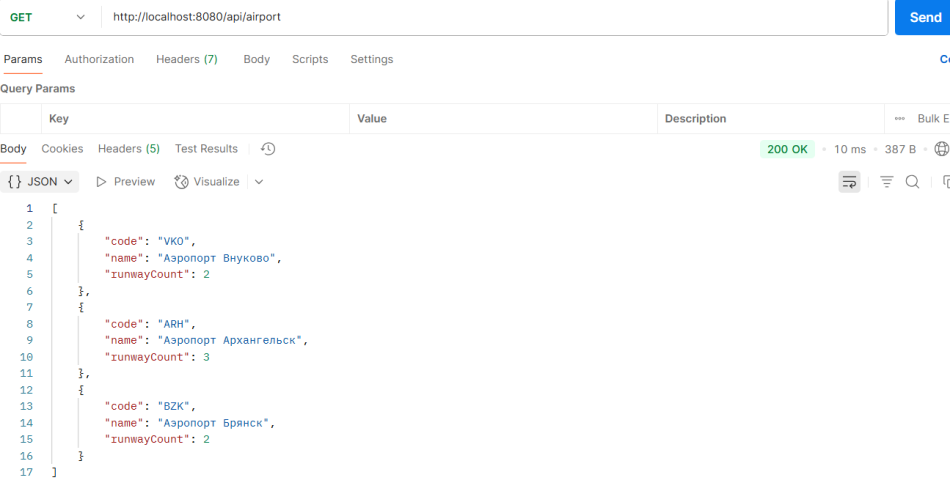 GET http://localhost:8080/api/airport Send
Params Authorization Headers (7) Body Scripts Settings
Query Params
Key Value Description Bulk E
Body Cookies Headers (5) Test Results 200 OK • 10 ms • 387 B •
{} JSON Preview Visualize
1 [
2 {
3 "code": "VKO",
4 "name": "Аэропорт Внуково",
5 "runwayCount": 2
6 },
7 {
8 "code": "ARH",
9 "name": "Аэропорт Архангельск",
10 "runwayCount": 3
11 },
12 {
13 "code": "BZK",
14 "name": "Аэропорт Брянск",
15 "runwayCount": 2
16 }
17 ]